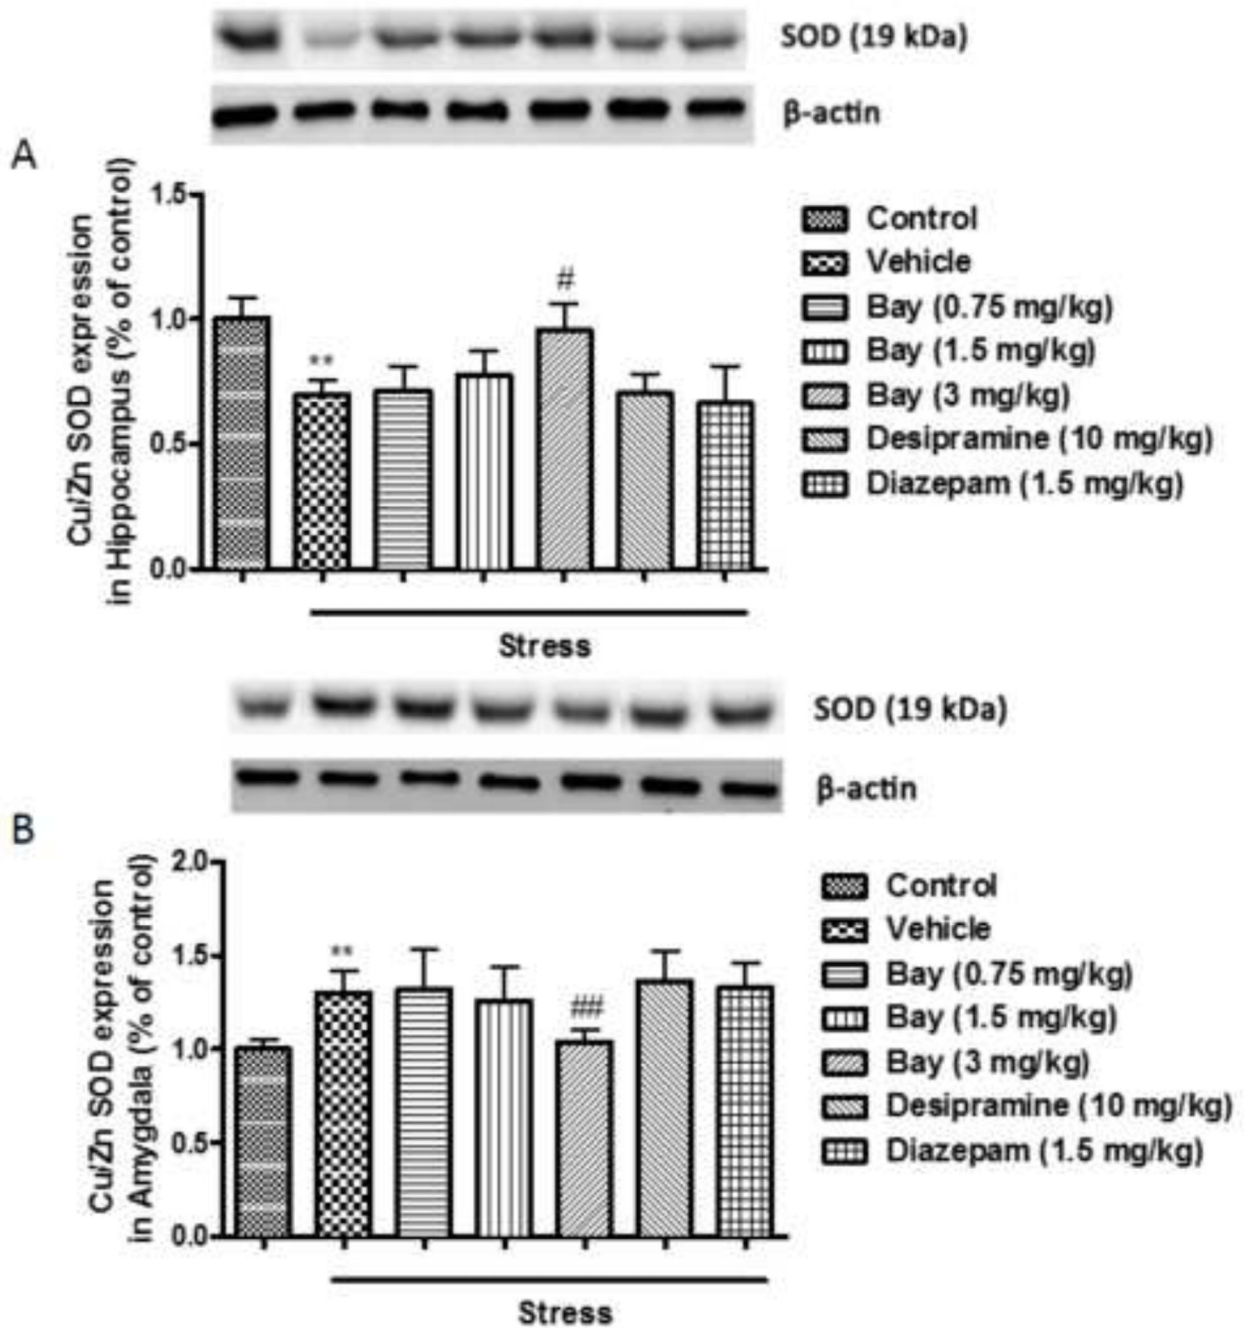 SOD (19 kDa)
β-actin
A
Cu/Zn SOD expression
in Hippocampus (% of control)
1.5
1.0
0.5
0.0
**
#
Control
Vehicle
Bay (0.75 mg/kg)
Bay (1.5 mg/kg)
Bay (3 mg/kg)
Desipramine (10 mg/kg)
Diazepam (1.5 mg/kg)
Stress
SOD (19 kDa)
β-actin
B
Cu/Zn SOD expression
in Amygdala (% of control)
2.0
1.5
1.0
0.5
0.0
**
##
Control
Vehicle
Bay (0.75 mg/kg)
Bay (1.5 mg/kg)
Bay (3 mg/kg)
Desipramine (10 mg/kg)
Diazepam (1.5 mg/kg)
Stress